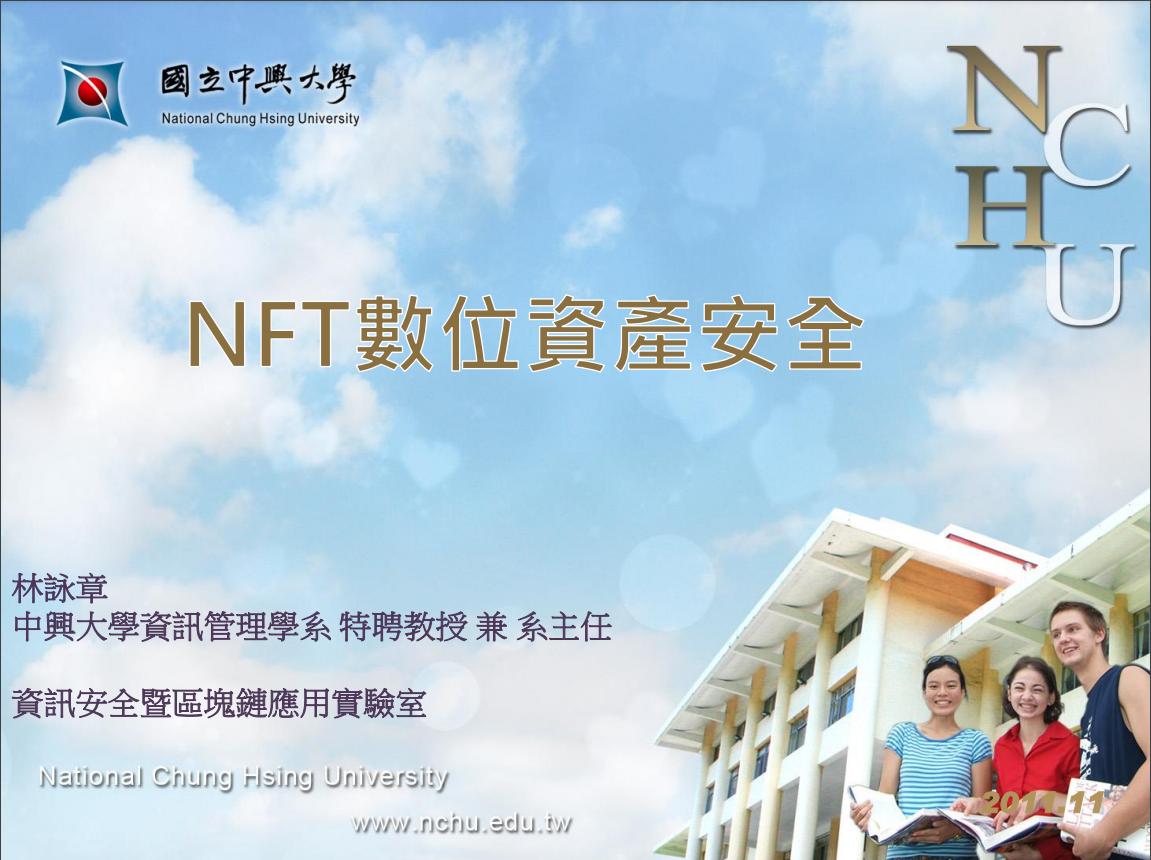 國立中興大學
National Chung Hsing University
N
C
H
U
NFT數位資產安全
林詠章
中興大學資訊管理學系 特聘教授 兼 系主任
資訊安全暨區塊鏈應用實驗室
National Chung Hsing University
www.nchu.edu.tw
2011.11